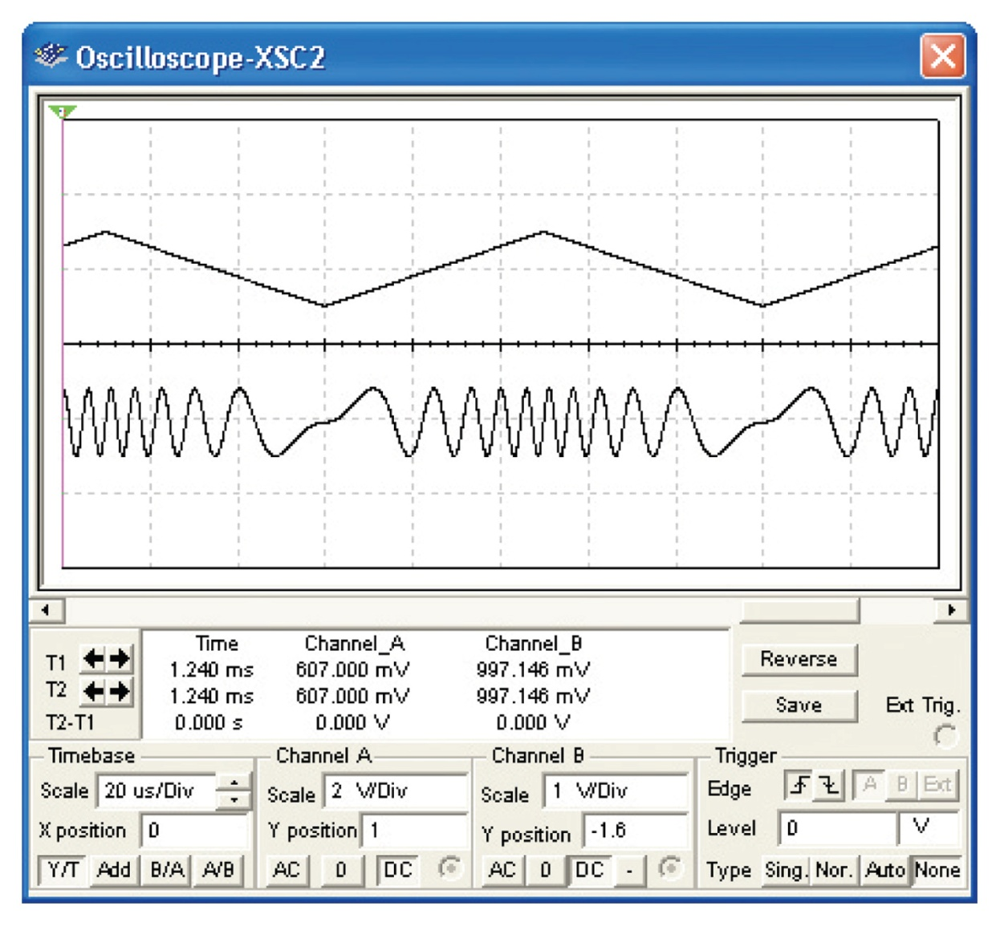 Oscilloscope-XSC2
Time Channel_A Channel_B
T1 1.240 ms 607.000 mV 997.146 mV
T2 1.240 ms 607.000 mV 997.146 mV
T2-T1 0.000 s 0.000 V 0.000 V
Reverse
Save
Ext Trig.
Timebase
Scale 20 us/Div
X position 0
Y/T Add B/A A/B
Channel A
Scale 2 V/Div
Y position 1
AC 0 DC
Channel B
Scale 1 V/Div
Y position -1.6
AC 0 DC -
Trigger
Edge A B Ext
Level 0 V
Type Sing. Nor. Auto None